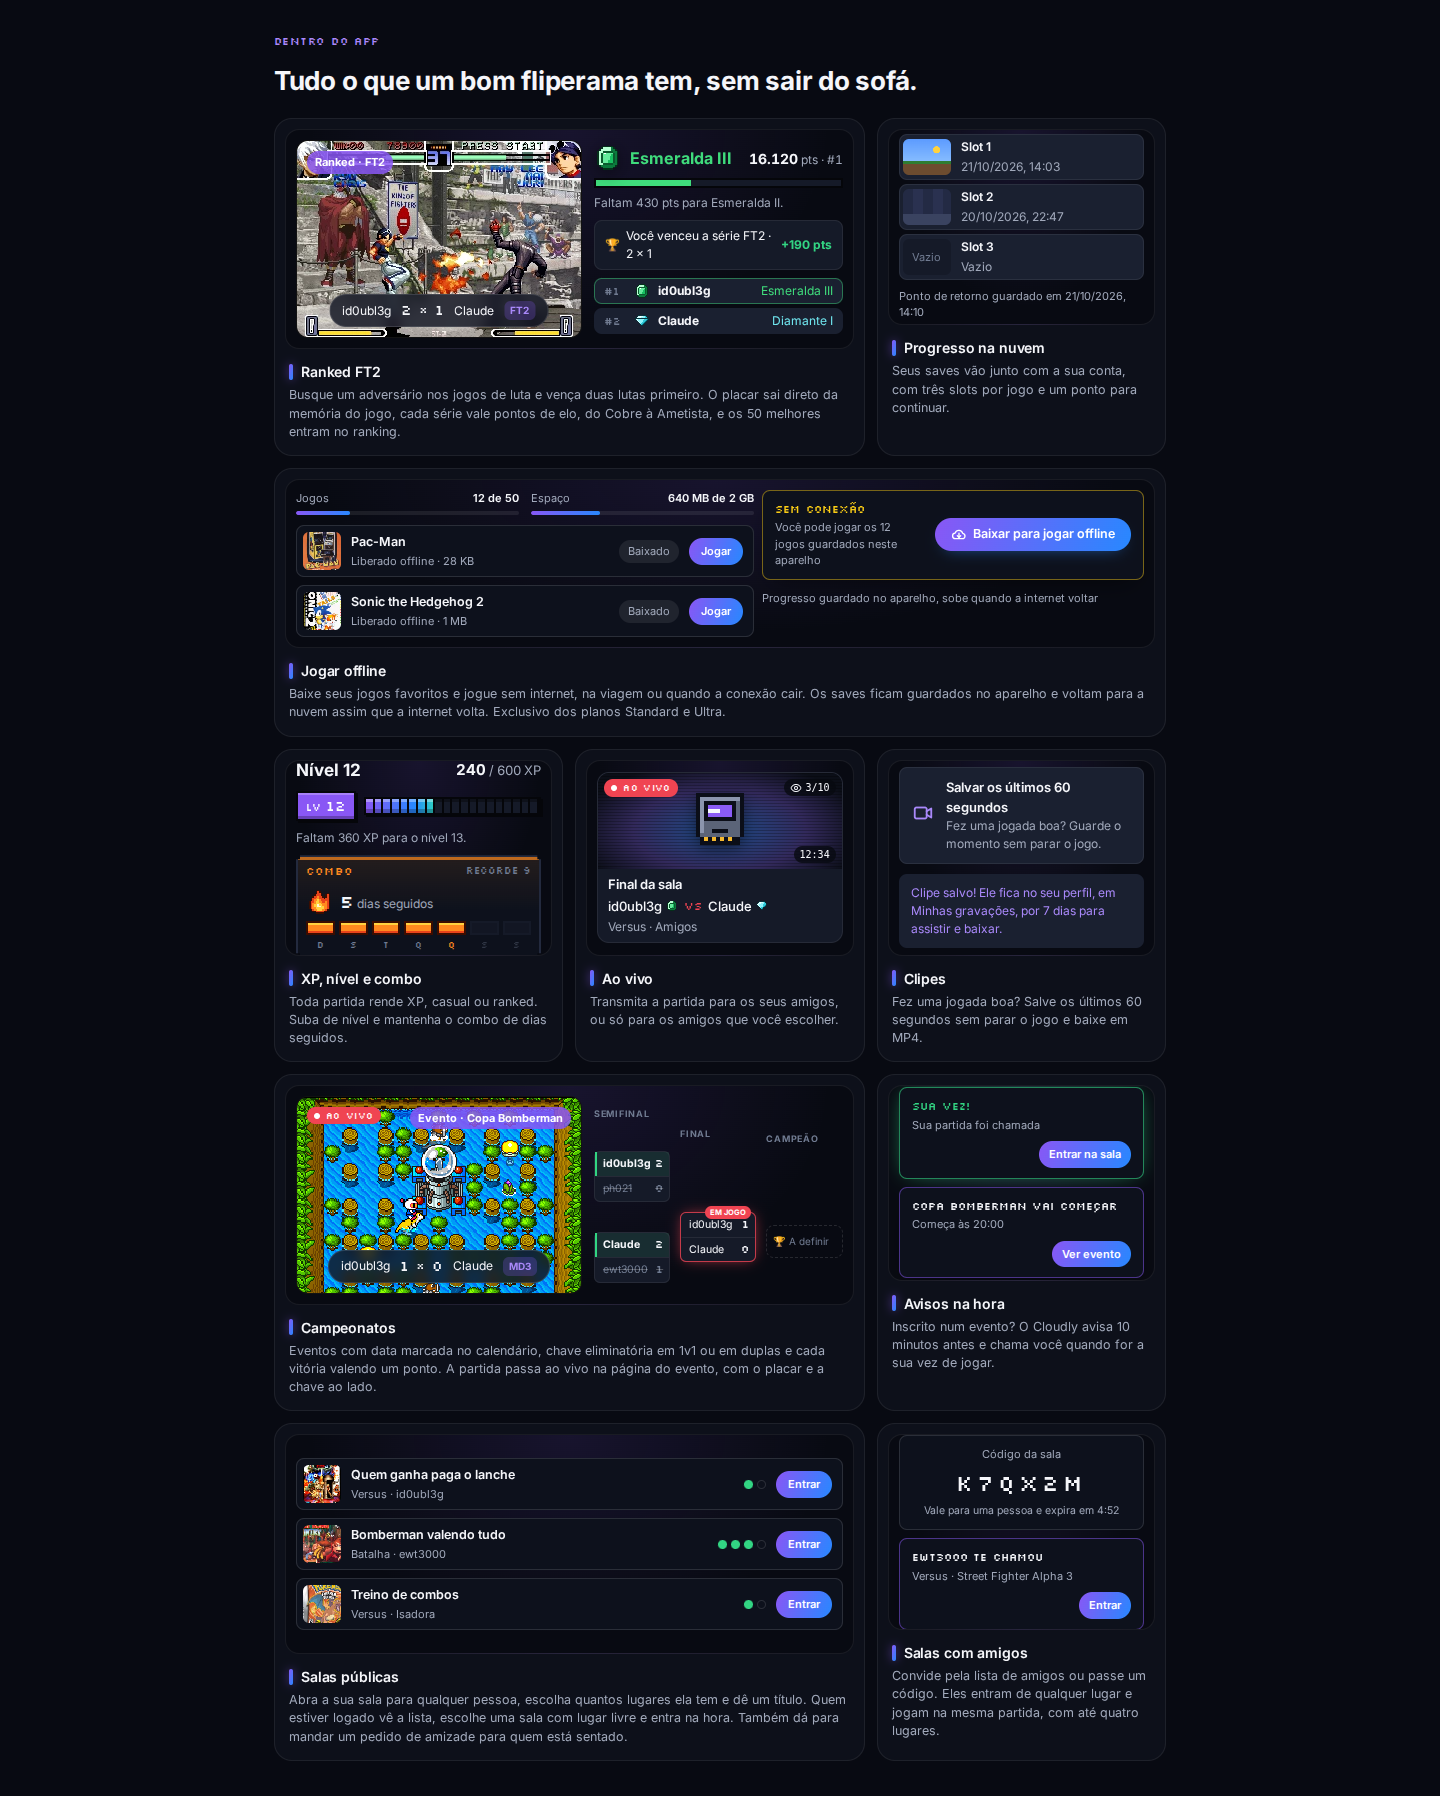 DENTRO DO APP
Tudo o que um bom fliperama tem, sem sair do sofá.
Ranked · FT2
37
PRESS START
THE
KING OF
FIGHTERS
id0ubl3g 2 × 1 Claude FT2
Esmeralda III 16.120 pts · #1
Faltam 430 pts para Esmeralda II.
Você venceu a série FT2 ·
2 × 1
+190 pts
#1 id0ubl3g Esmeralda III
#2 Claude Diamante I
Ranked FT2
Busque um adversário nos jogos de luta e vença duas lutas primeiro. O placar sai direto da
memória do jogo, cada série vale pontos de elo, do Cobre à Ametista, e os 50 melhores
entram no ranking.
Slot 1
21/10/2026, 14:03
Slot 2
20/10/2026, 22:47
Vazio
Slot 3
Vazio
Ponto de retorno guardado em 21/10/2026,
14:10
Progresso na nuvem
Seus saves vão junto com a sua conta,
com três slots por jogo e um ponto para
continuar.
Jogos 12 de 50
Espaço 640 MB de 2 GB
Pac-Man
Liberado offline · 28 KB
Baixado Jogar
Sonic the Hedgehog 2
Liberado offline · 1 MB
Baixado Jogar
SEM CONEXÃO
Você pode jogar os 12
jogos guardados neste
aparelho
Baixar para jogar offline
Progresso guardado no aparelho, sobe quando a internet voltar
Jogar offline
Baixe seus jogos favoritos e jogue sem internet, na viagem ou quando a conexão cair. Os saves ficam guardados no aparelho e voltam para a
nuvem assim que a internet volta. Exclusivo dos planos Standard e Ultra.
Nível 12 240 / 600 XP
LV 12
Faltam 360 XP para o nível 13.
COMBO RECORDE 9
5 dias seguidos
D S T Q Q S S
XP, nível e combo
Toda partida rende XP, casual ou ranked.
Suba de nível e mantenha o combo de dias
seguidos.
AO VIVO 3/10
12:34
Final da sala
id0ubl3g VS Claude
Versus · Amigos
Ao vivo
Transmita a partida para os seus amigos,
ou só para os amigos que você escolher.
Salvar os últimos 60
segundos
Fez uma jogada boa? Guarde o
momento sem parar o jogo.
Clipe salvo! Ele fica no seu perfil, em
Minhas gravações, por 7 dias para
assistir e baixar.
Clipes
Fez uma jogada boa? Salve os últimos 60
segundos sem parar o jogo e baixe em
MP4.
AO VIVO Evento · Copa Bomberman
id0ubl3g 1 × 0 Claude MD3
SEMIFINAL
FINAL
CAMPEÃO
id0ubl3g 2
ph021 0
Claude 2
ewt3000 1
EM JOGO
id0ubl3g 1
Claude 0
A definir
Campeonatos
Eventos com data marcada no calendário, chave eliminatória em 1v1 ou em duplas e cada
vitória valendo um ponto. A partida passa ao vivo na página do evento, com o placar e a
chave ao lado.
SUA VEZ!
Sua partida foi chamada
Entrar na sala
COPA BOMBERMAN VAI COMEÇAR
Começa às 20:00
Ver evento
Avisos na hora
Inscrito num evento? O Cloudly avisa 10
minutos antes e chama você quando for a
sua vez de jogar.
Quem ganha paga o lanche
Versus · id0ubl3g
Entrar
Bomberman valendo tudo
Batalha · ewt3000
Entrar
Treino de combos
Versus · Isadora
Entrar
Salas públicas
Abra a sua sala para qualquer pessoa, escolha quantos lugares ela tem e dê um título. Quem
estiver logado vê a lista, escolhe uma sala com lugar livre e entra na hora. Também dá para
mandar um pedido de amizade para quem está sentado.
Código da sala
K7QX2M
Vale para uma pessoa e expira em 4:52
EWT3000 TE CHAMOU
Versus · Street Fighter Alpha 3
Entrar
Salas com amigos
Convide pela lista de amigos ou passe um
código. Eles entram de qualquer lugar e
jogam na mesma partida, com até quatro
lugares.